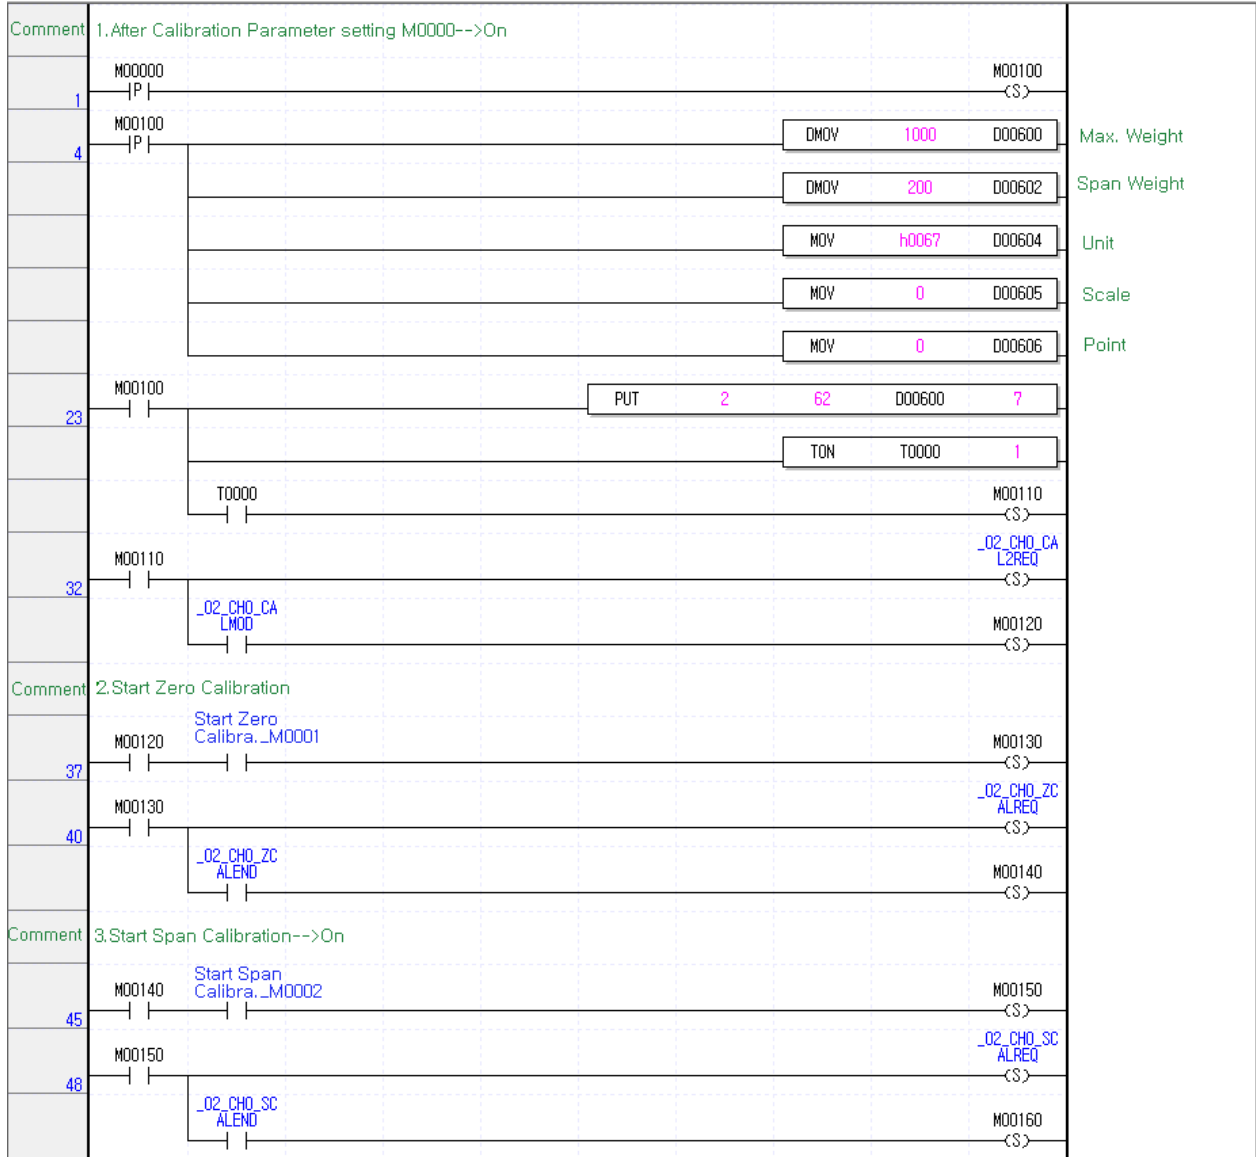 Comment 1.After Calibration Parameter setting M0000-->On
M00000 M00100
1 P (S)
M00100
4 P DMOV 1000 D00600 Max. Weight
DMOV 200 D00602 Span Weight
MOV h0067 D00604 Unit
MOV 0 D00605 Scale
MOV 0 D00606 Point
M00100
23 PUT 2 62 D00600 7
TON T0000 1
T0000 M00110
(S)
_02_CH0_CA
M00110 L2REQ
32 (S)
_02_CH0_CA
LMOD M00120
(S)
Comment 2.Start Zero Calibration
Start Zero
M00120 Calibra.._M0001 M00130
37 (S)
_02_CH0_ZC
M00130 ALREQ
40 (S)
_02_CH0_ZC
ALEND M00140
(S)
Comment 3.Start Span Calibration-->On
Start Span
M00140 Calibra.._M0002 M00150
45 (S)
_02_CH0_SC
M00150 ALREQ
48 (S)
_02_CH0_SC
ALEND M00160
(S)